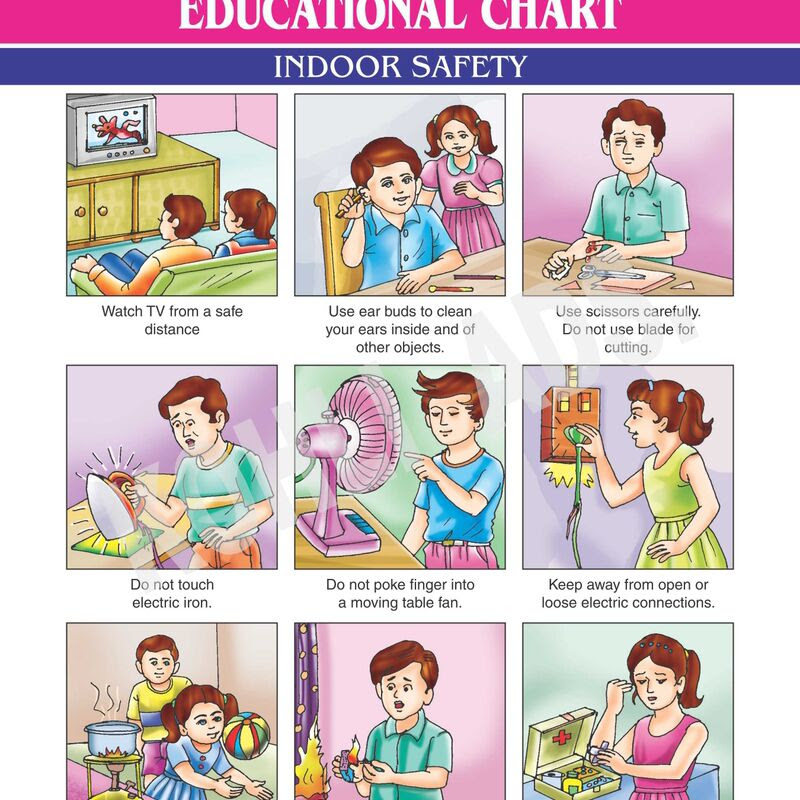 EDUCATIONAL CHART
INDOOR SAFETY
Watch TV from a safe
distance
Use ear buds to clean
your ears inside and of
other objects.
Use scissors carefully.
Do not use blade for
cutting.
Do not touch
electric iron.
Do not poke finger into
a moving table fan.
Keep away from open or
loose electric connections.